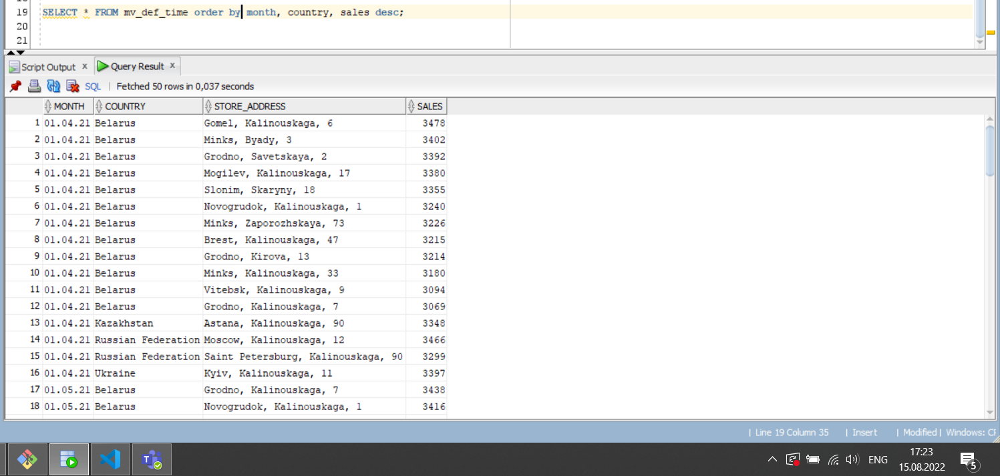 19 SELECT * FROM mv_def_time order by month, country, sales desc;
20
21
Script Output x Query Result x
SQL | Fetched 50 rows in 0,037 seconds
MONTH COUNTRY STORE_ADDRESS SALES
1 01.04.21 Belarus Gomel, Kalinouskaga, 6 3478
2 01.04.21 Belarus Minks, Byady, 3 3402
3 01.04.21 Belarus Grodno, Savetskaya, 2 3392
4 01.04.21 Belarus Mogilev, Kalinouskaga, 17 3380
5 01.04.21 Belarus Slonim, Skaryny, 18 3355
6 01.04.21 Belarus Novogrudok, Kalinouskaga, 1 3240
7 01.04.21 Belarus Minks, Zaporozhskaya, 73 3226
8 01.04.21 Belarus Brest, Kalinouskaga, 47 3215
9 01.04.21 Belarus Grodno, Kirova, 13 3214
10 01.04.21 Belarus Minks, Kalinouskaga, 33 3180
11 01.04.21 Belarus Vitebsk, Kalinouskaga, 9 3094
12 01.04.21 Belarus Grodno, Kalinouskaga, 7 3069
13 01.04.21 Kazakhstan Astana, Kalinouskaga, 90 3348
14 01.04.21 Russian Federation Moscow, Kalinouskaga, 12 3466
15 01.04.21 Russian Federation Saint Petersburg, Kalinouskaga, 90 3299
16 01.04.21 Ukraine Kyiv, Kalinouskaga, 11 3397
17 01.05.21 Belarus Grodno, Kalinouskaga, 7 3438
18 01.05.21 Belarus Novogrudok, Kalinouskaga, 1 3416
| Line 19 Column 35 | Insert | Modified | Windows: CF
ENG 17:23
15.08.2022 5